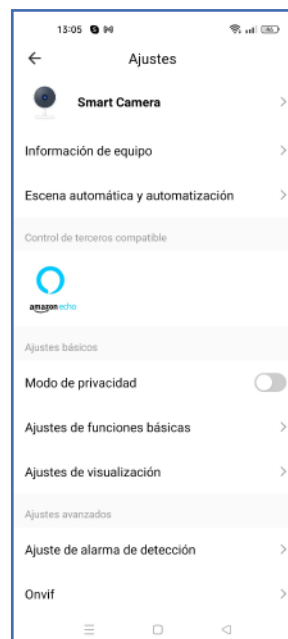 13:05
Ajustes
Smart Camera
Información de equipo
Escena automática y automatización
Control de terceros compatible
amazon echo
Ajustes básicos
Modo de privacidad
Ajustes de funciones básicas
Ajustes de visualización
Ajustes avanzados
Ajuste de alarma de detección
Onvif